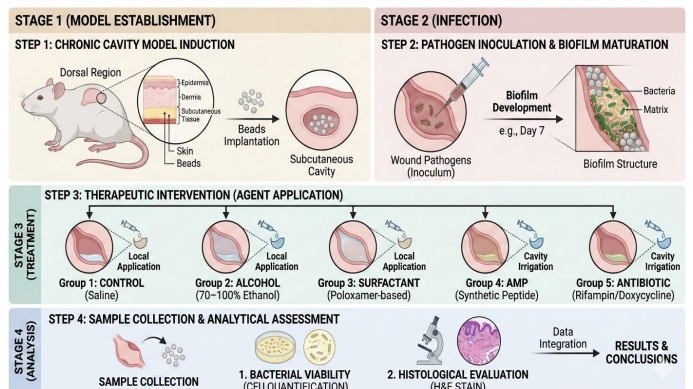 STAGE 1 (MODEL ESTABLISHMENT)
STEP 1: CHRONIC CAVITY MODEL INDUCTION
Dorsal Region
Epidermis
Dermis
Subcutaneous
Tissue
Skin
Beads
Beads
Implantation
Subcutaneous
Cavity
STAGE 2 (INFECTION)
STEP 2: PATHOGEN INOCULATION & BIOFILM MATURATION
Wound Pathogens
(Inoculum)
Biofilm
Development
e.g., Day 7
Bacteria
Matrix
Biofilm Structure
STAGE 3
(TREATMENT)
STEP 3: THERAPEUTIC INTERVENTION (AGENT APPLICATION)
Local
Application
Group 1: CONTROL
(Saline)
Local
Application
Group 2: ALCOHOL
(70–100% Ethanol)
Local
Application
Group 3: SURFACTANT
(Poloxamer-based)
Cavity
Irrigation
Group 4: AMP
(Synthetic Peptide)
Cavity
Irrigation
Group 5: ANTIBIOTIC
(Rifampin/Doxycycline)
STAGE 4
(ANALYSIS)
STEP 4: SAMPLE COLLECTION & ANALYTICAL ASSESSMENT
SAMPLE COLLECTION
1. BACTERIAL VIABILITY
(CFU QUANTIFICATION)
2. HISTOLOGICAL EVALUATION
(H&E STAIN)
Data
Integration
RESULTS &
CONCLUSIONS